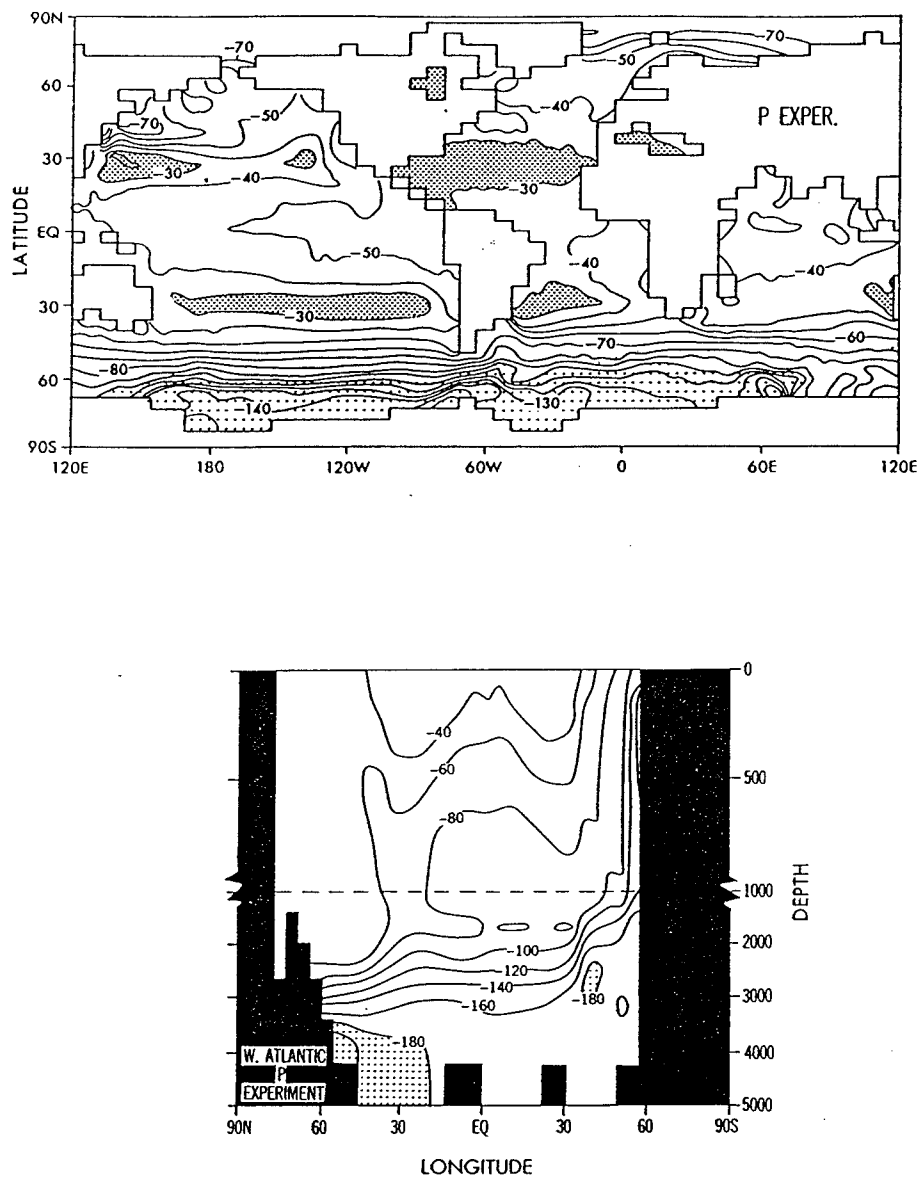 90N
-70
-70
-50
60
-50
-40
-70
P EXPER.
30
-30
-40
-30
LATITUDE
EQ
-50
-40
-40
30
-30
-70
-60
-80
60
-140
-130
90S
120E
180
120W
60W
0
60E
120E
0
-40
-60
500
-80
1000
DEPTH
2000
-100
-120
-140
3000
-160
-180
-180
4000
W. ATLANTIC
P
EXPERIMENT
5000
90N
60
30
EQ
30
60
90S
LONGITUDE